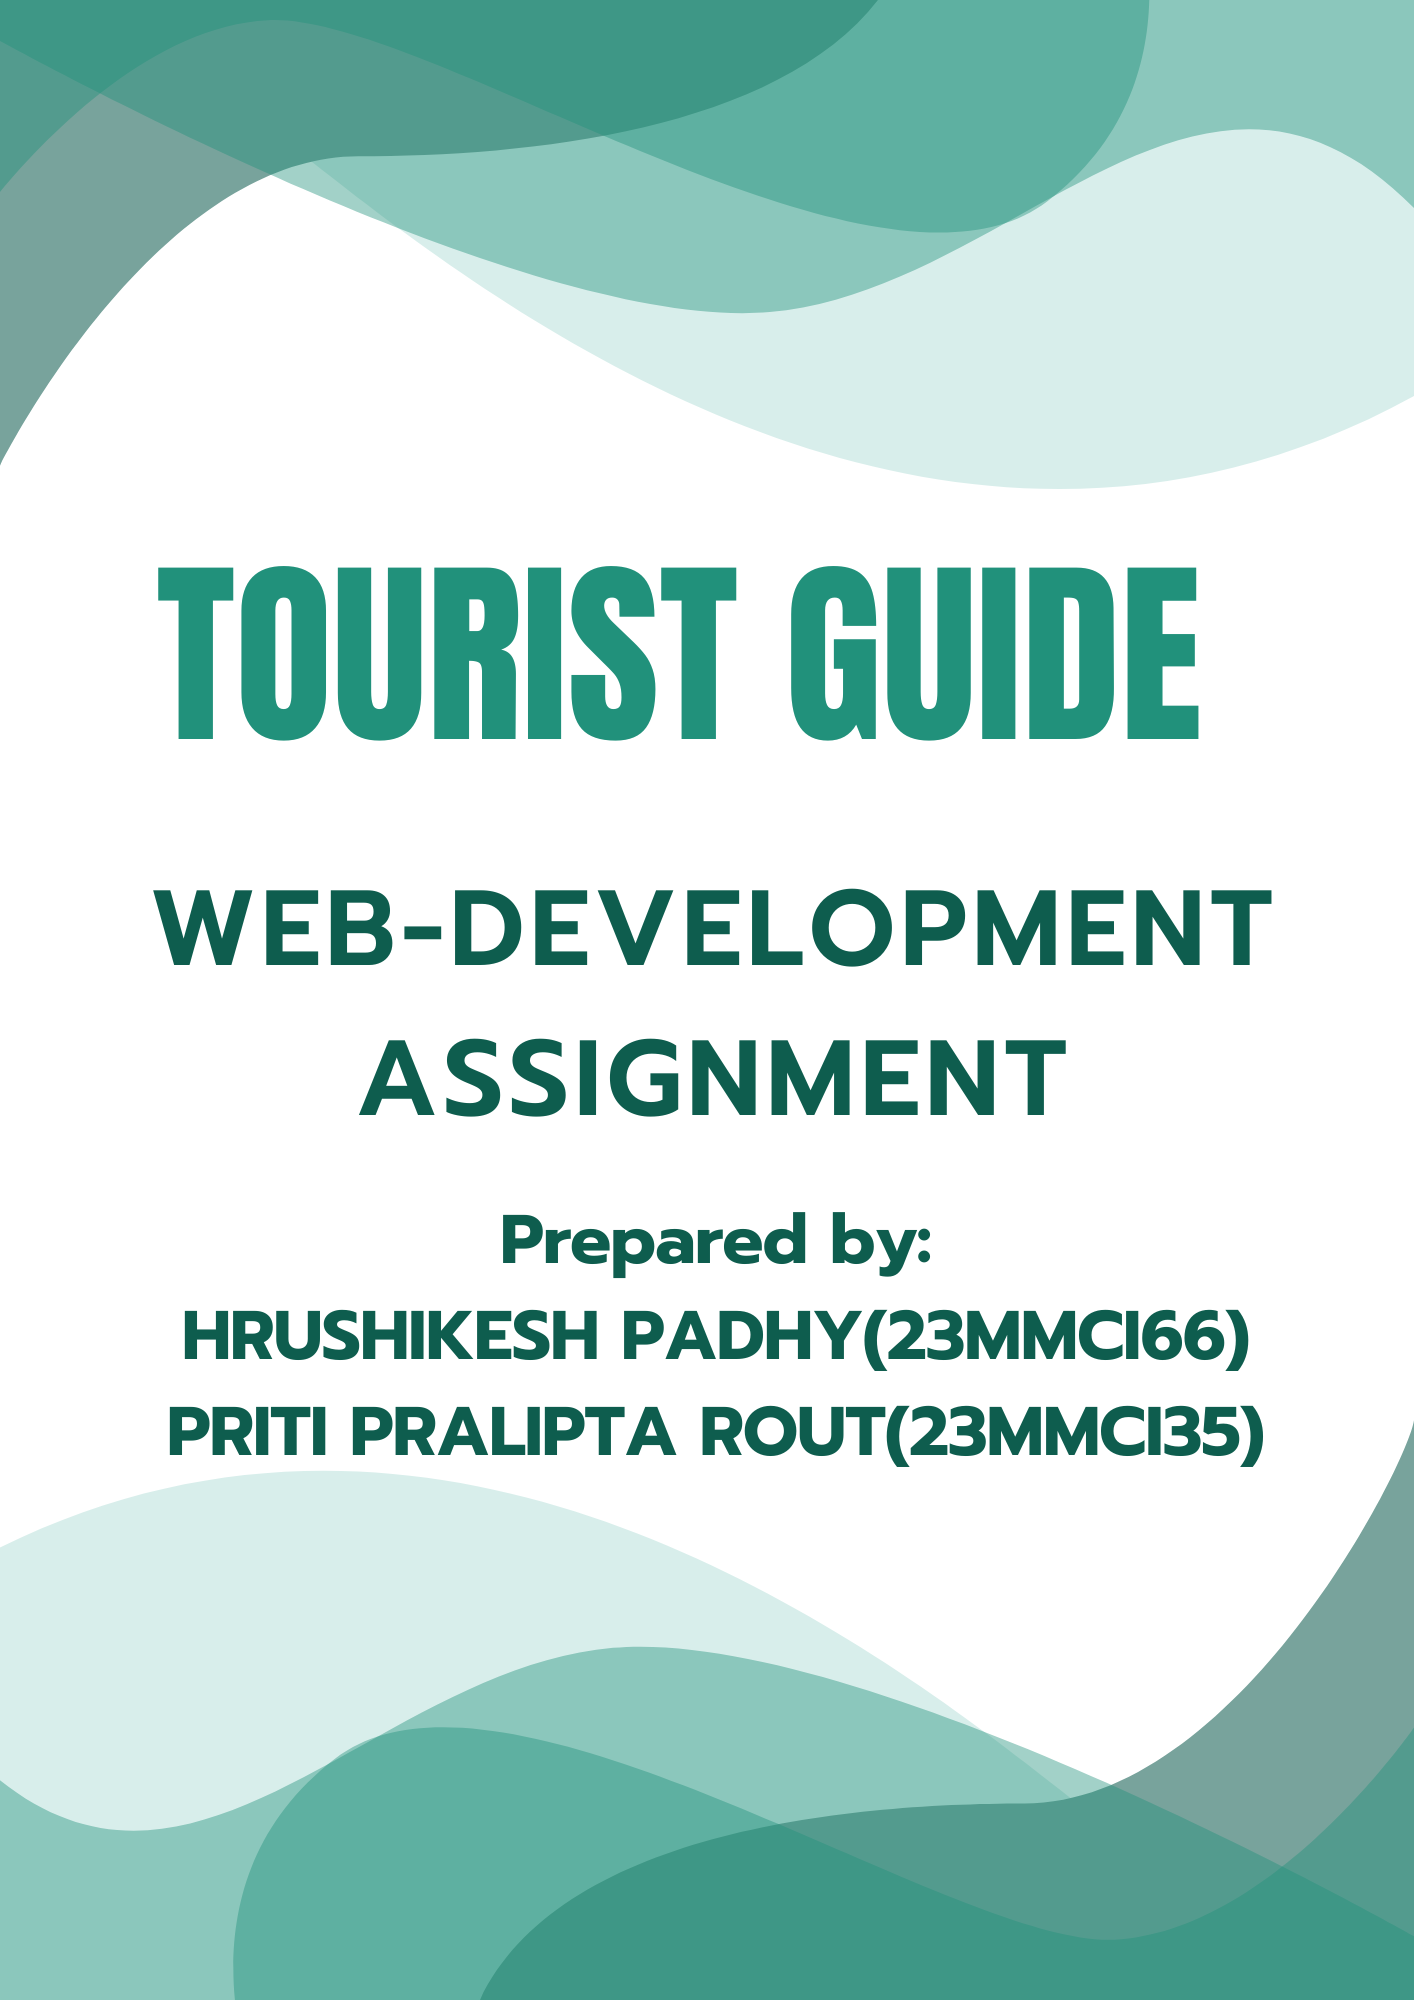 TOURIST GUIDE
WEB-DEVELOPMENT
ASSIGNMENT
Prepared by:
HRUSHIKESH PADHY(23MMCI66)
PRITI PRALIPTA ROUT(23MMCI35)